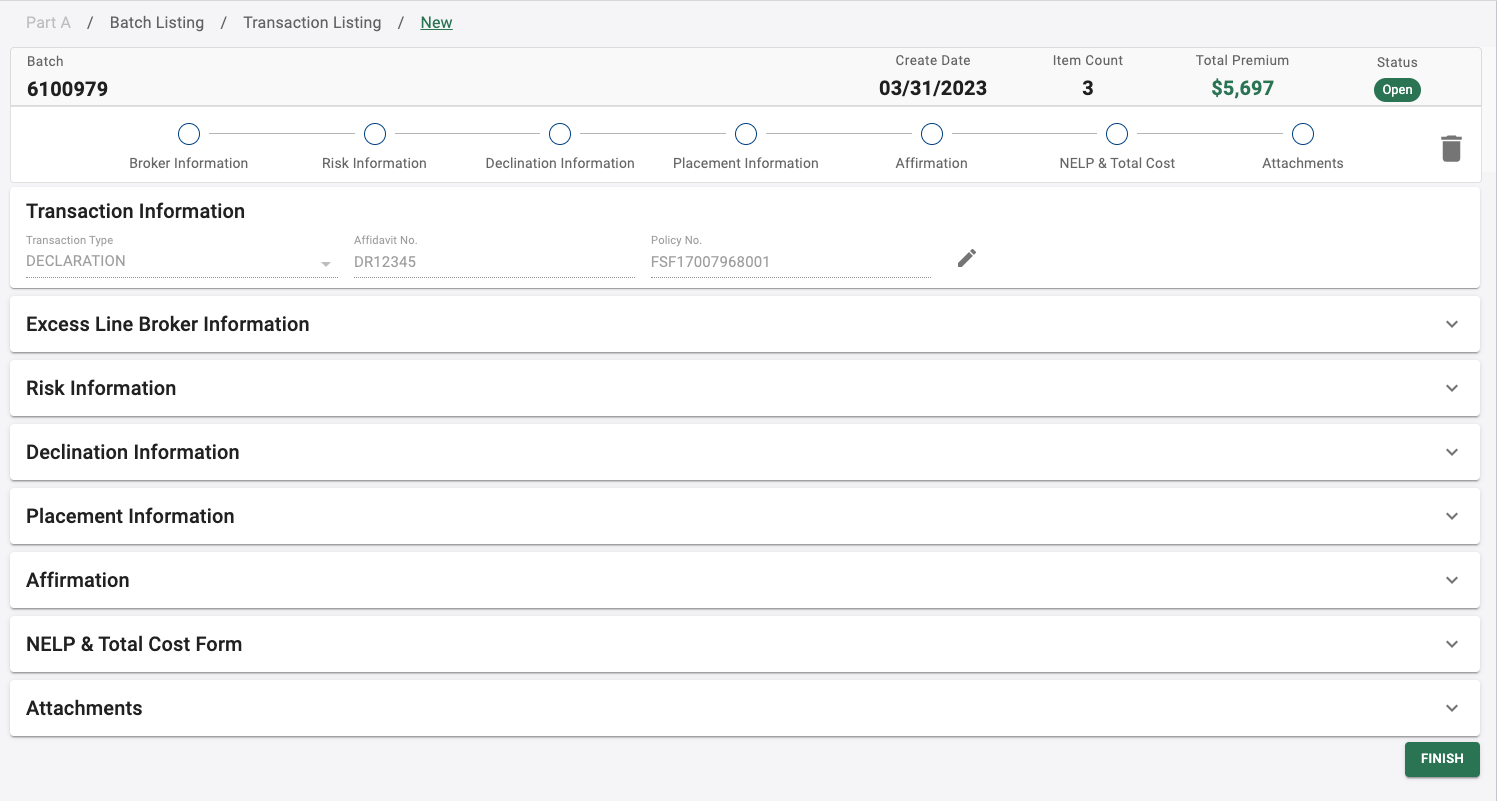 Part A / Batch Listing / Transaction Listing / New
Batch
6100979
Create Date
03/31/2023
Item Count
3
Total Premium
$5,697
Status
Open
Broker Information
Risk Information
Declination Information
Placement Information
Affirmation
NELP & Total Cost
Attachments
Transaction Information
Transaction Type
DECLARATION
Affidavit No.
DR12345
Policy No.
FSF17007968001
Excess Line Broker Information
Risk Information
Declination Information
Placement Information
Affirmation
NELP & Total Cost Form
Attachments
FINISH